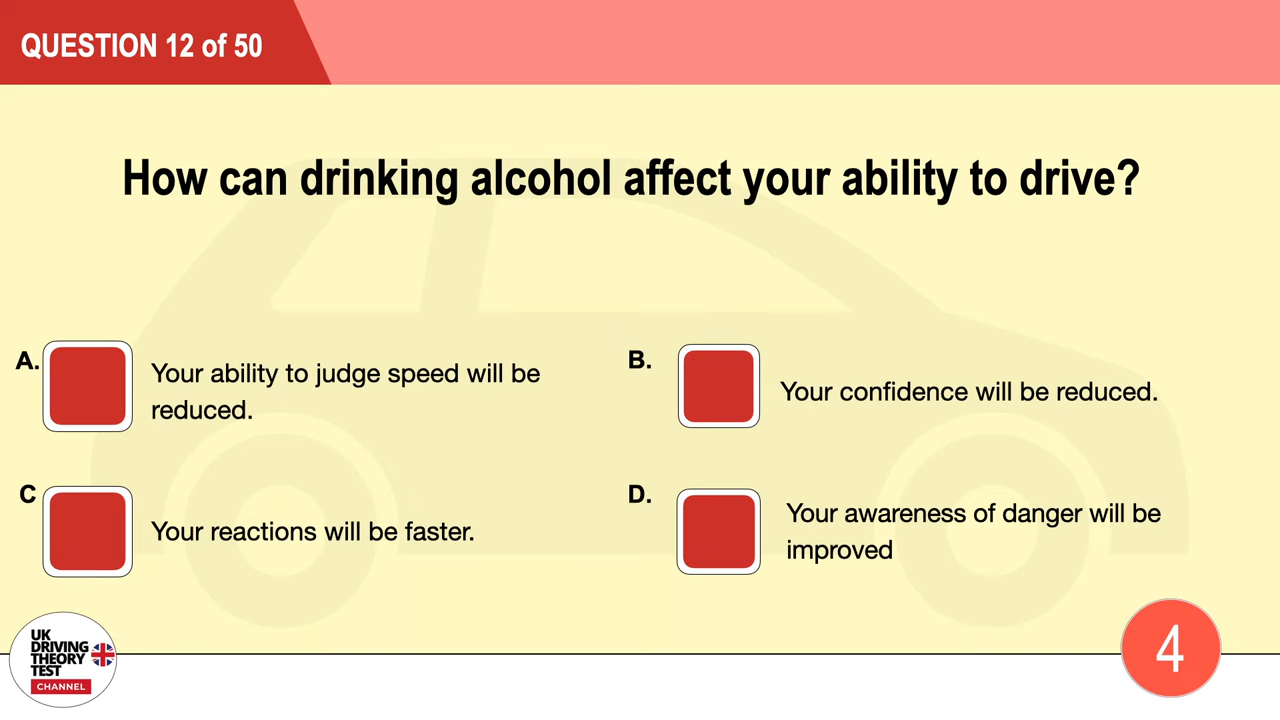 QUESTION 12 of 50
How can drinking alcohol affect your ability to drive?
A.
Your ability to judge speed will be
reduced.
B.
Your confidence will be reduced.
C
Your reactions will be faster.
D.
Your awareness of danger will be
improved
UK
DRIVING
THEORY
TEST
CHANNEL
4